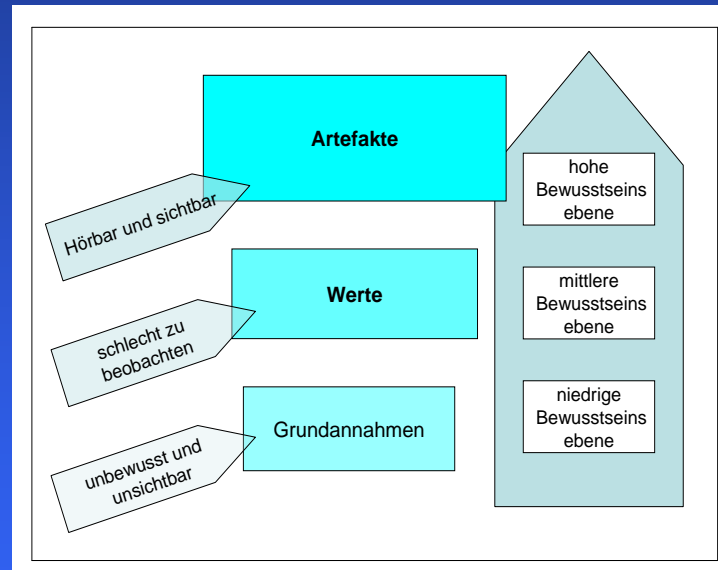 Artefakte
Hörbar und sichtbar
hohe
Bewusstseins
ebene
Werte
schlecht zu
beobachten
mittlere
Bewusstseins
ebene
Grundannahmen
unbewusst und
unsichtbar
niedrige
Bewusstseins
ebene